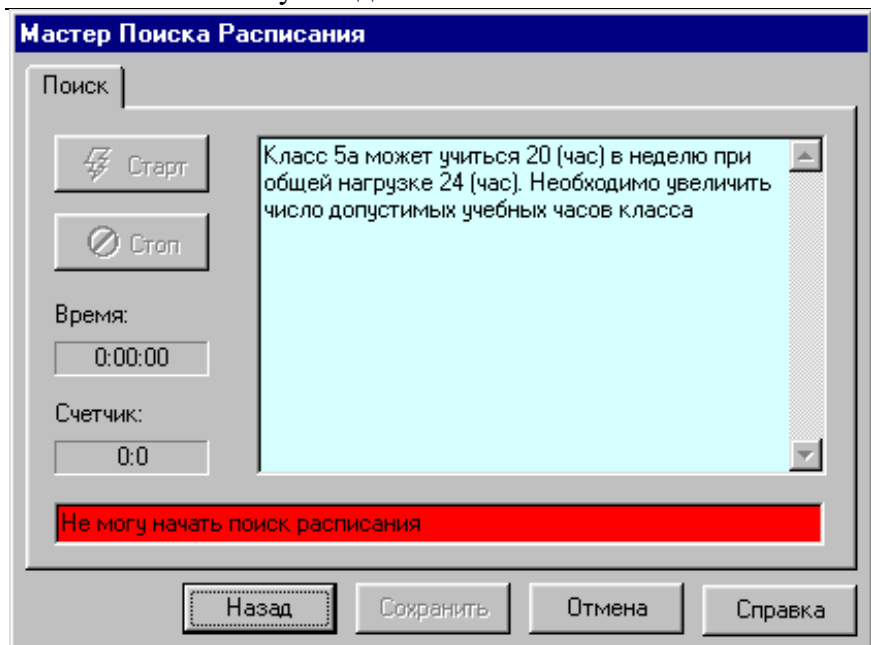 Мастер Поиска Расписания
Поиск
Старт
Класс 5а может учиться 20 (час) в неделю при
общей нагрузке 24 (час). Необходимо увеличить
число допустимых учебных часов класса
Стоп
Время:
0:00:00
Счетчик:
0:0
Не могу начать поиск расписания
Назад
Сохранить
Отмена
Справка